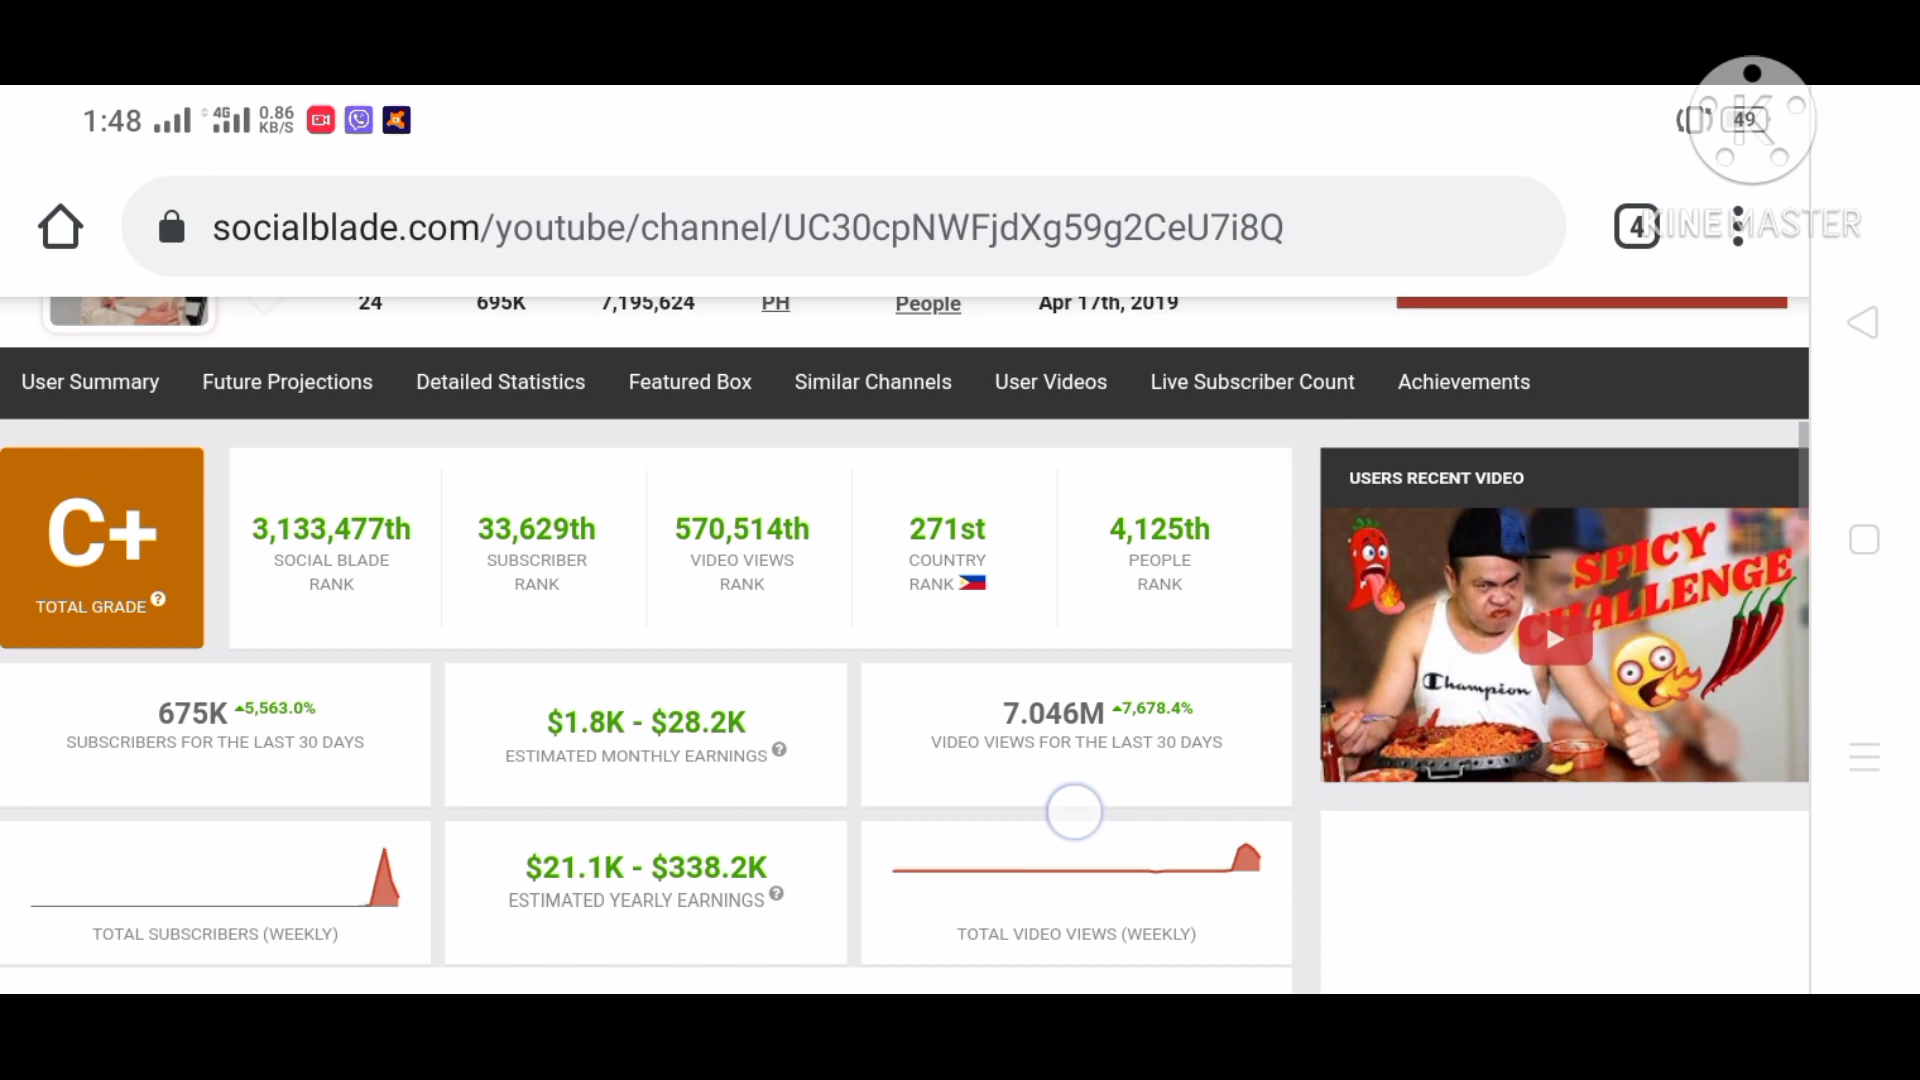 1:48 4G 0.86 KB/S 49
socialblade.com/youtube/channel/UC30cpNWFjdXg59g2CeU7i8Q 4
K
KINEMASTER
24 695K 7,195,624 PH People Apr 17th, 2019
User Summary Future Projections Detailed Statistics Featured Box Similar Channels User Videos Live Subscriber Count Achievements
C+
TOTAL GRADE ?
3,133,477th
SOCIAL BLADE
RANK
33,629th
SUBSCRIBER
RANK
570,514th
VIDEO VIEWS
RANK
271st
COUNTRY
RANK
4,125th
PEOPLE
RANK
USERS RECENT VIDEO
SPICY
CHALLENGE
Champion
675K 5,563.0%
SUBSCRIBERS FOR THE LAST 30 DAYS
$1.8K - $28.2K
ESTIMATED MONTHLY EARNINGS ?
7.046M 7,678.4%
VIDEO VIEWS FOR THE LAST 30 DAYS
TOTAL SUBSCRIBERS (WEEKLY)
$21.1K - $338.2K
ESTIMATED YEARLY EARNINGS ?
TOTAL VIDEO VIEWS (WEEKLY)